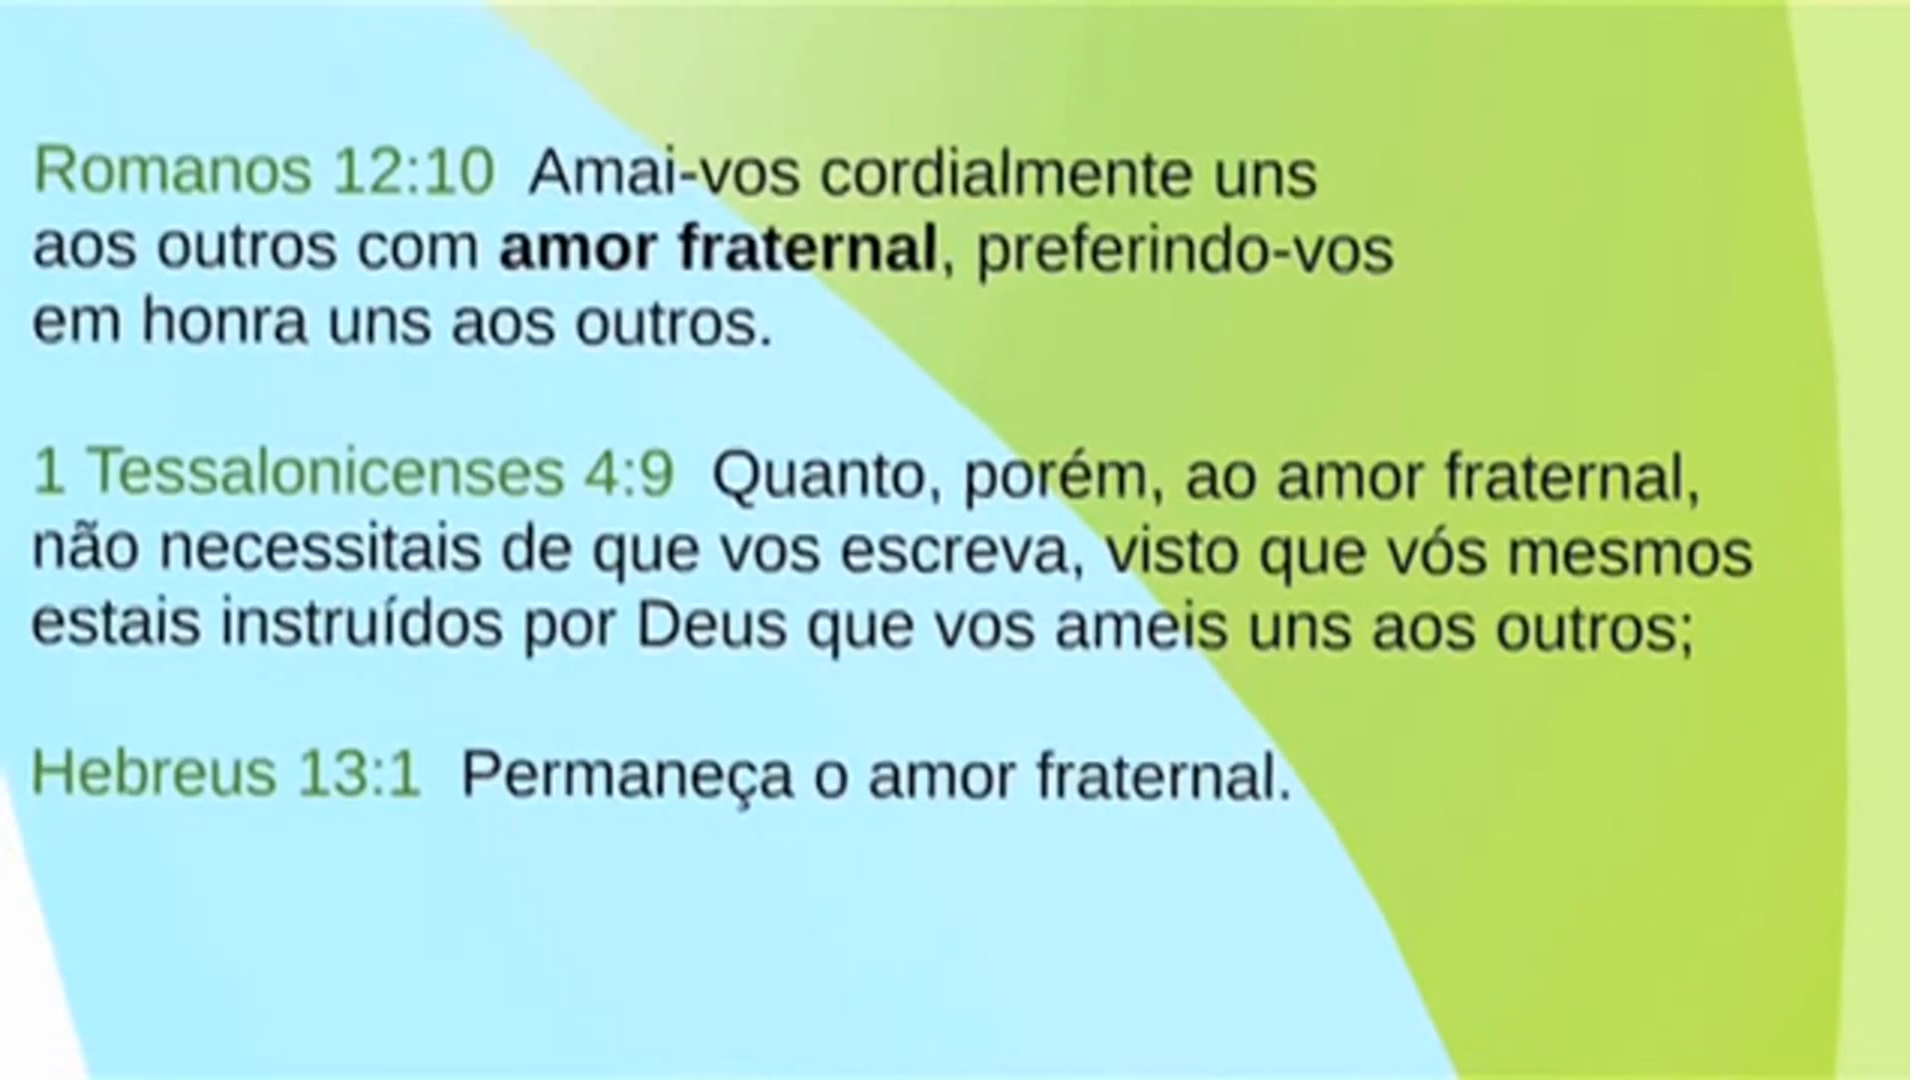 Romanos 12:10 Amai-vos cordialmente uns
aos outros com amor fraternal, preferindo-vos
em honra uns aos outros.
1 Tessalonicenses 4:9 Quanto, porém, ao amor fraternal,
não necessitais de que vos escreva, visto que vós mesmos
estais instruídos por Deus que vos ameis uns aos outros;
Hebreus 13:1 Permaneça o amor fraternal.